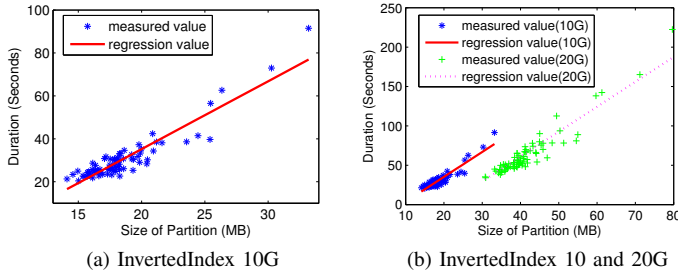 100
80
60
40
20
Duration (Seconds)
measured value
regression value
15 20 25 30
Size of Partition (MB)
(a) InvertedIndex 10G
250
200
150
100
50
0
Duration (Seconds)
measured value(10G)
regression value(10G)
measured value(20G)
regression value(20G)
10 20 30 40 50 60 70 80
Size of Partition (MB)
(b) InvertedIndex 10 and 20G